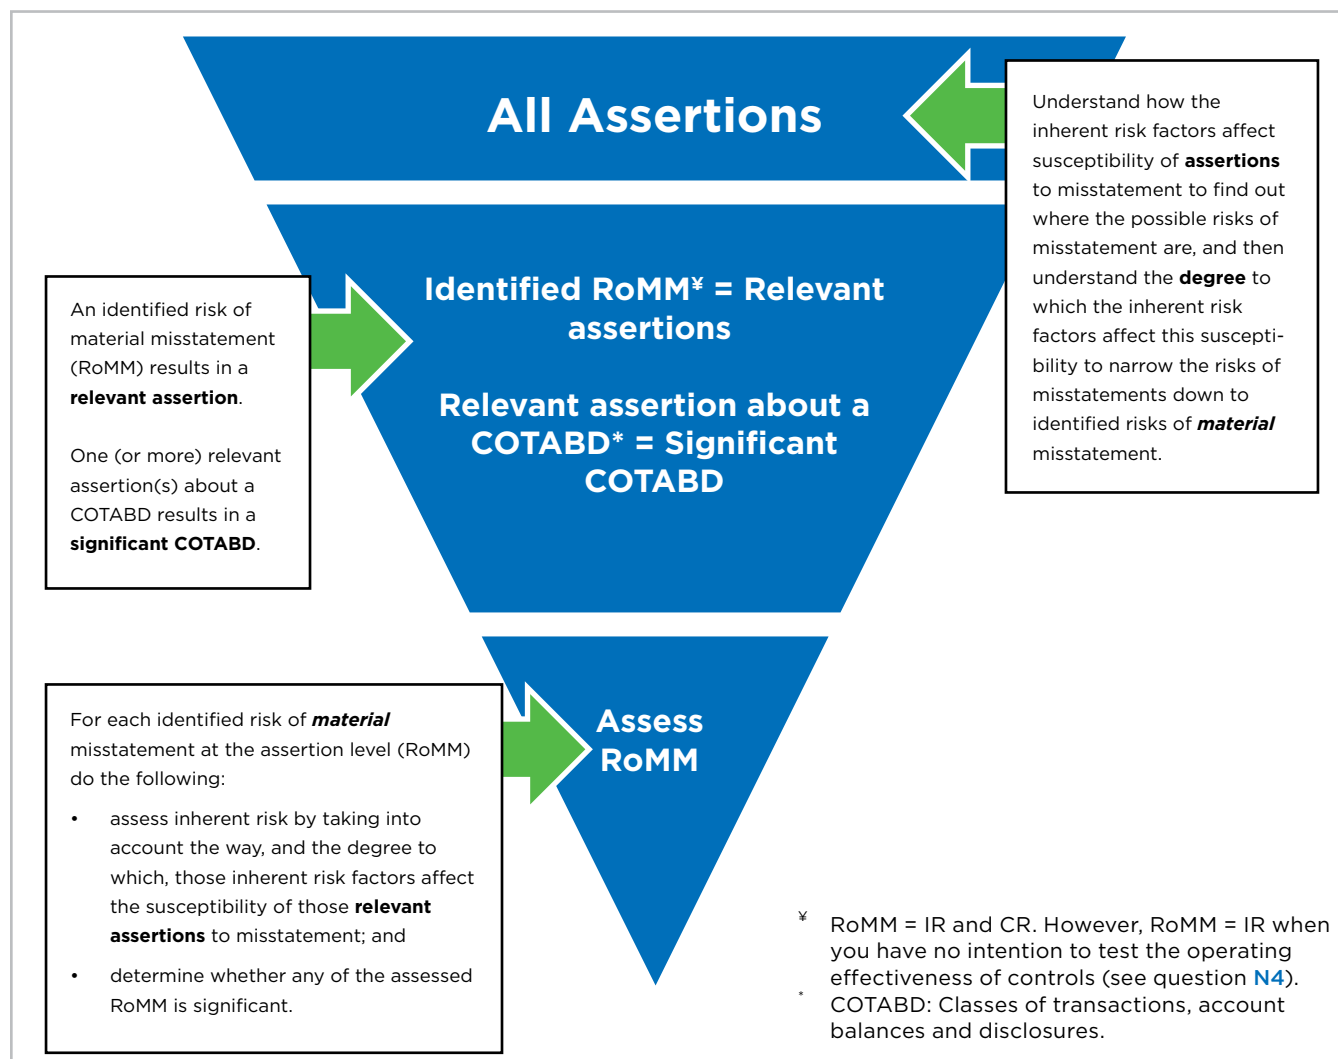 All Assertions
Understand how the
inherent risk factors affect
susceptibility of assertions
to misstatement to find out
where the possible risks of
misstatement are, and then
understand the degree to
which the inherent risk
factors affect this suscepti-
bility to narrow the risks of
misstatements down to
identified risks of material
misstatement.
An identified risk of
material misstatement
(RoMM) results in a
relevant assertion.
One (or more) relevant
assertion(s) about a
COTABD results in a
significant COTABD.
Identified RoMM¥ = Relevant
assertions
Relevant assertion about a
COTABD* = Significant
COTABD
For each identified risk of material
misstatement at the assertion level (RoMM)
do the following:
• assess inherent risk by taking into
account the way, and the degree to
which, those inherent risk factors affect
the susceptibility of those relevant
assertions to misstatement; and
• determine whether any of the assessed
RoMM is significant.
Assess
RoMM
¥ RoMM = IR and CR. However, RoMM = IR when
you have no intention to test the operating
effectiveness of controls (see question N4).
* COTABD: Classes of transactions, account
balances and disclosures.